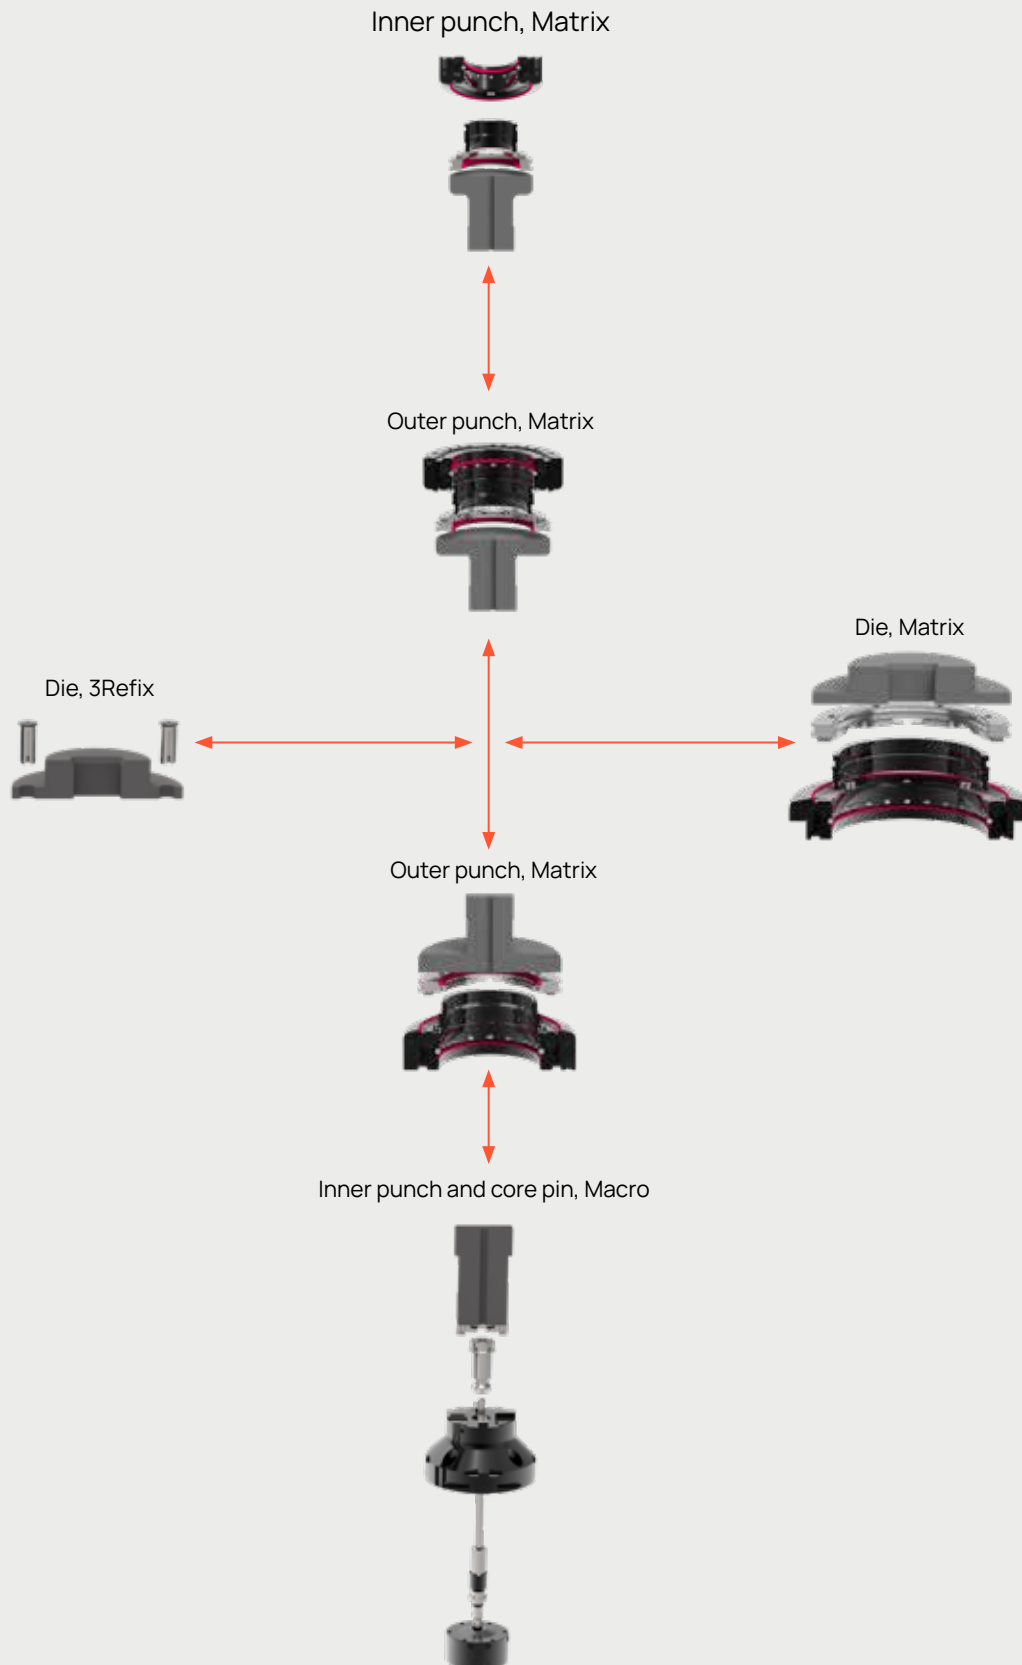 Inner punch, Matrix
Outer punch, Matrix
Die, Matrix
Die, 3Refix
Outer punch, Matrix
Inner punch and core pin, Macro